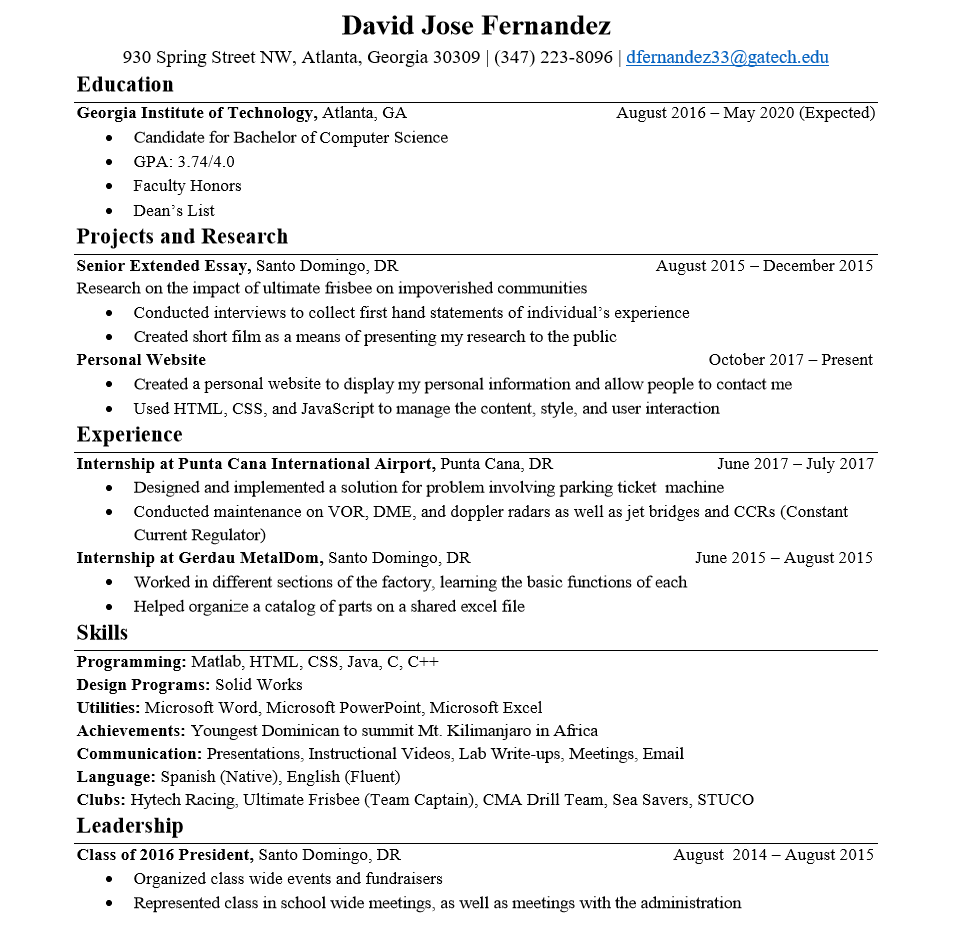 David Jose Fernandez
930 Spring Street NW, Atlanta, Georgia 30309 | (347) 223-8096 | dfernandez33@gatech.edu
Education
Georgia Institute of Technology, Atlanta, GA August 2016 – May 2020 (Expected)
• Candidate for Bachelor of Computer Science
• GPA: 3.74/4.0
• Faculty Honors
• Dean's List
Projects and Research
Senior Extended Essay, Santo Domingo, DR August 2015 – December 2015
Research on the impact of ultimate frisbee on impoverished communities
• Conducted interviews to collect first hand statements of individual's experience
• Created short film as a means of presenting my research to the public
Personal Website October 2017 – Present
• Created a personal website to display my personal information and allow people to contact me
• Used HTML, CSS, and JavaScript to manage the content, style, and user interaction
Experience
Internship at Punta Cana International Airport, Punta Cana, DR June 2017 – July 2017
• Designed and implemented a solution for problem involving parking ticket machine
• Conducted maintenance on VOR, DME, and doppler radars as well as jet bridges and CCRs (Constant
Current Regulator)
Internship at Gerdau MetalDom, Santo Domingo, DR June 2015 – August 2015
• Worked in different sections of the factory, learning the basic functions of each
• Helped organize a catalog of parts on a shared excel file
Skills
Programming: Matlab, HTML, CSS, Java, C, C++
Design Programs: Solid Works
Utilities: Microsoft Word, Microsoft PowerPoint, Microsoft Excel
Achievements: Youngest Dominican to summit Mt. Kilimanjaro in Africa
Communication: Presentations, Instructional Videos, Lab Write-ups, Meetings, Email
Language: Spanish (Native), English (Fluent)
Clubs: Hytech Racing, Ultimate Frisbee (Team Captain), CMA Drill Team, Sea Savers, STUCO
Leadership
Class of 2016 President, Santo Domingo, DR August 2014 – August 2015
• Organized class wide events and fundraisers
• Represented class in school wide meetings, as well as meetings with the administration